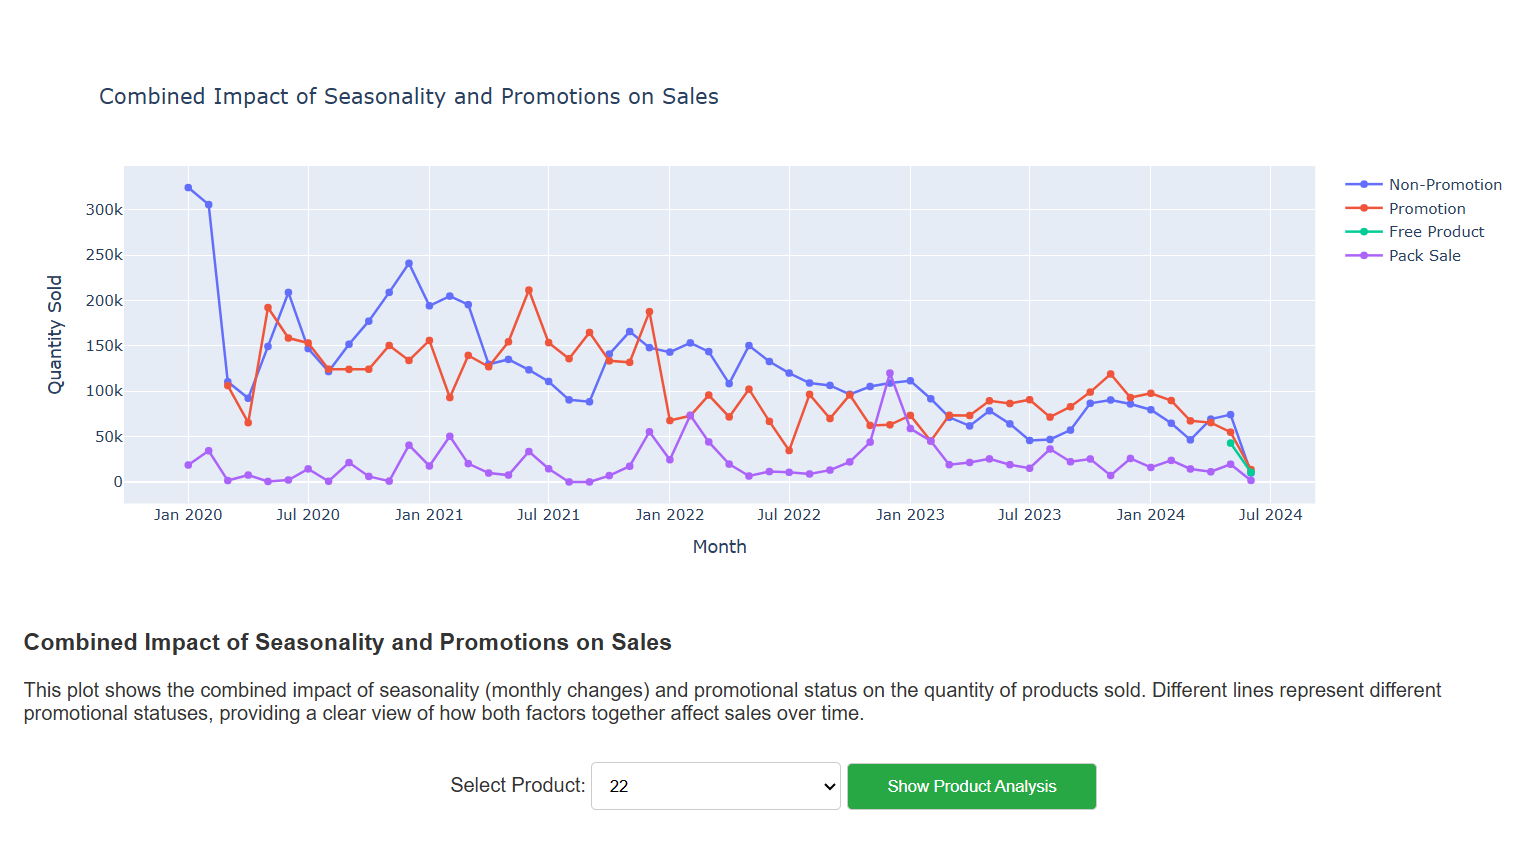 Combined Impact of Seasonality and Promotions on Sales
Non-Promotion
Promotion
Free Product
Pack Sale
Quantity Sold
300k
250k
200k
150k
100k
50k
0
Jan 2020
Jul 2020
Jan 2021
Jul 2021
Jan 2022
Jul 2022
Jan 2023
Jul 2023
Jan 2024
Jul 2024
Month
Combined Impact of Seasonality and Promotions on Sales
This plot shows the combined impact of seasonality (monthly changes) and promotional status on the quantity of products sold. Different lines represent different
promotional statuses, providing a clear view of how both factors together affect sales over time.
Select Product: 22 Show Product Analysis